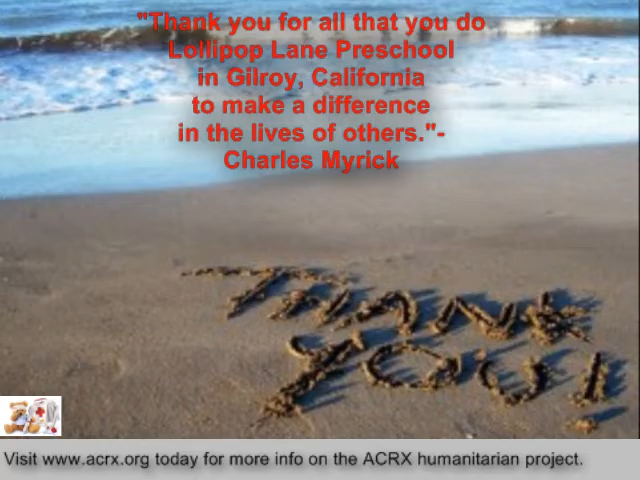 "Thank you for all that you do
Lollipop Lane Preschool
in Gilroy, California
to make a difference
in the lives of others."-
Charles Myrick
THANK
YOU!
Visit www.acrx.org today for more info on the ACRX humanitarian project.